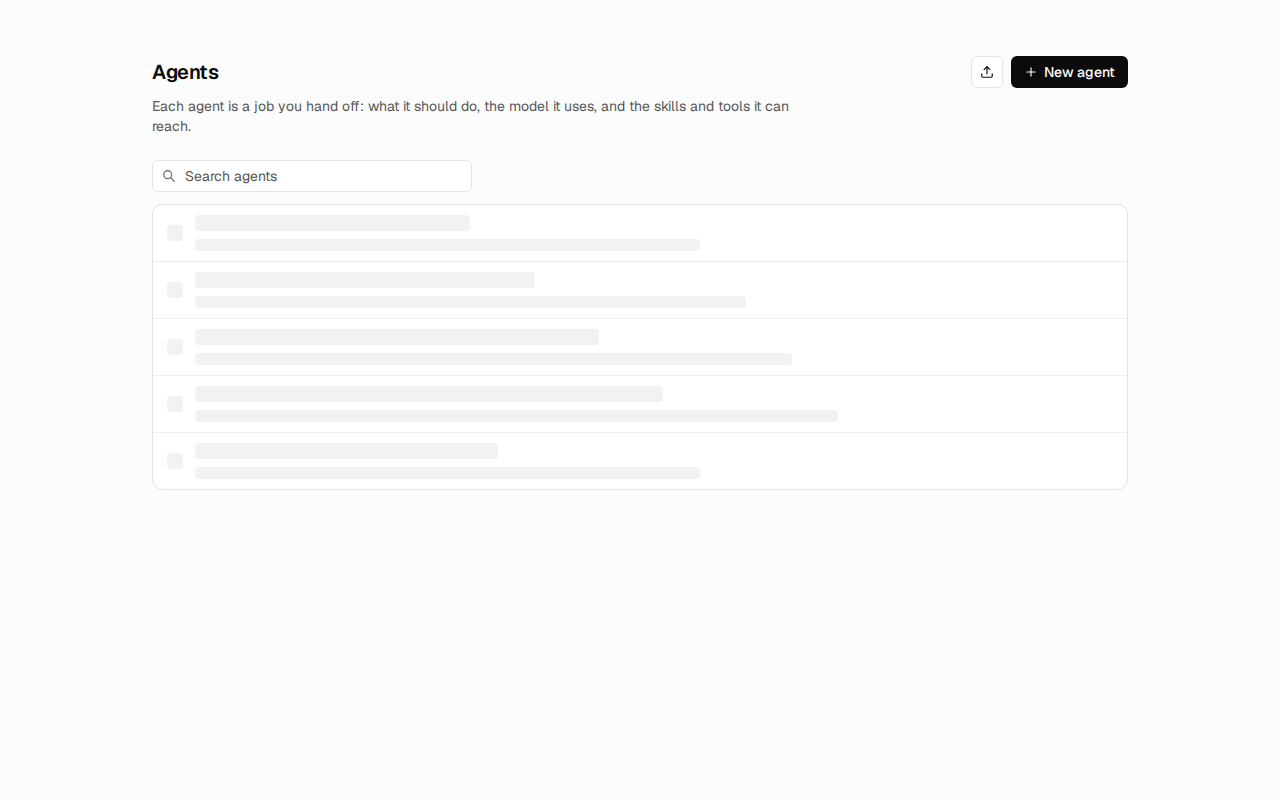 Agents
New agent
Each agent is a job you hand off: what it should do, the model it uses, and the skills and tools it can
reach.
Search agents